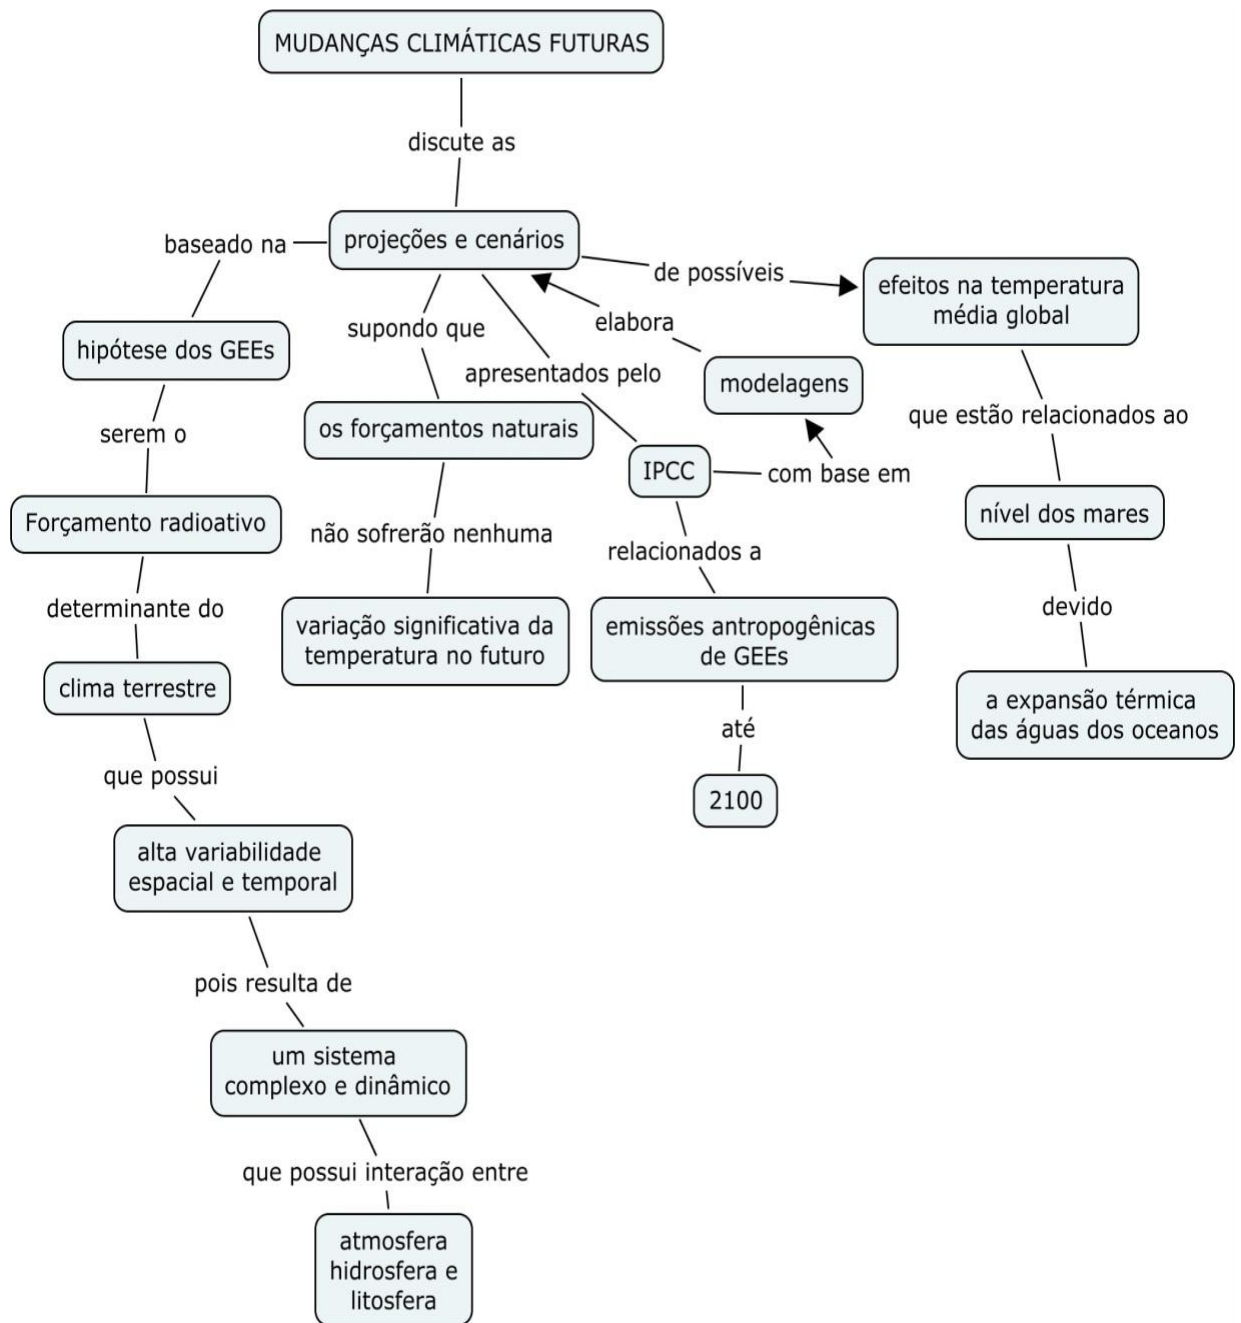 MUDANÇAS CLIMÁTICAS FUTURAS
discute as
projeções e cenários
baseado na
hipótese dos GEEs
serem o
Forçamento radioativo
determinante do
clima terrestre
que possui
alta variabilidade
espacial e temporal
pois resulta de
um sistema
complexo e dinâmico
que possui interação entre
atmosfera
hidrosfera e
litosfera
supondo que
os forçamentos naturais
não sofrerão nenhuma
variação significativa da
temperatura no futuro
apresentados pelo
IPCC
com base em
modelagens
elabora
relacionados a
emissões antropogênicas
de GEEs
até
2100
de possíveis
efeitos na temperatura
média global
que estão relacionados ao
nível dos mares
devido
a expansão térmica
das águas dos oceanos